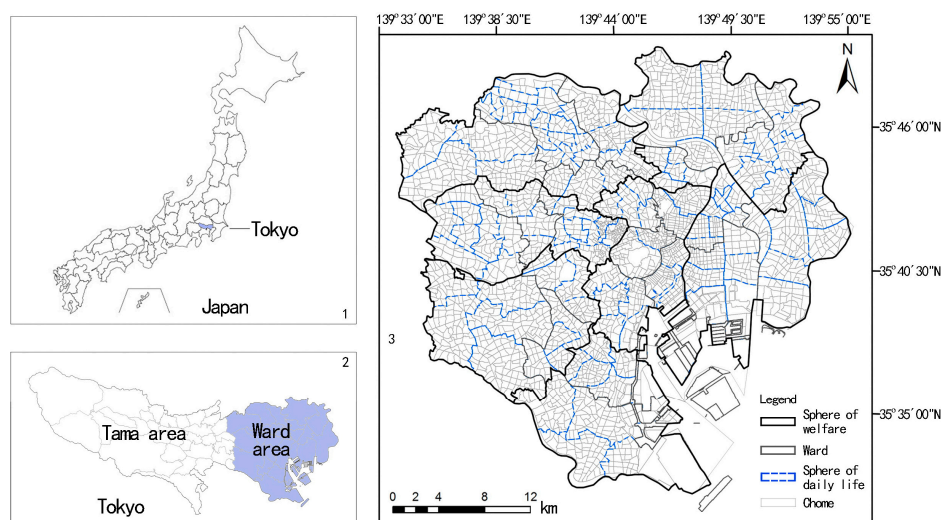 Tokyo
Japan
1
2
Tama area
Ward
area
Tokyo
3
139°33′00″E
139°38′30″E
139°44′00″E
139°49′30″E
139°55′00″E
N
35°46′00″N
35°40′30″N
35°35′00″N
Legend
Sphere of
welfare
Ward
Sphere of
daily life
Chome
0 2 4 8 12
km